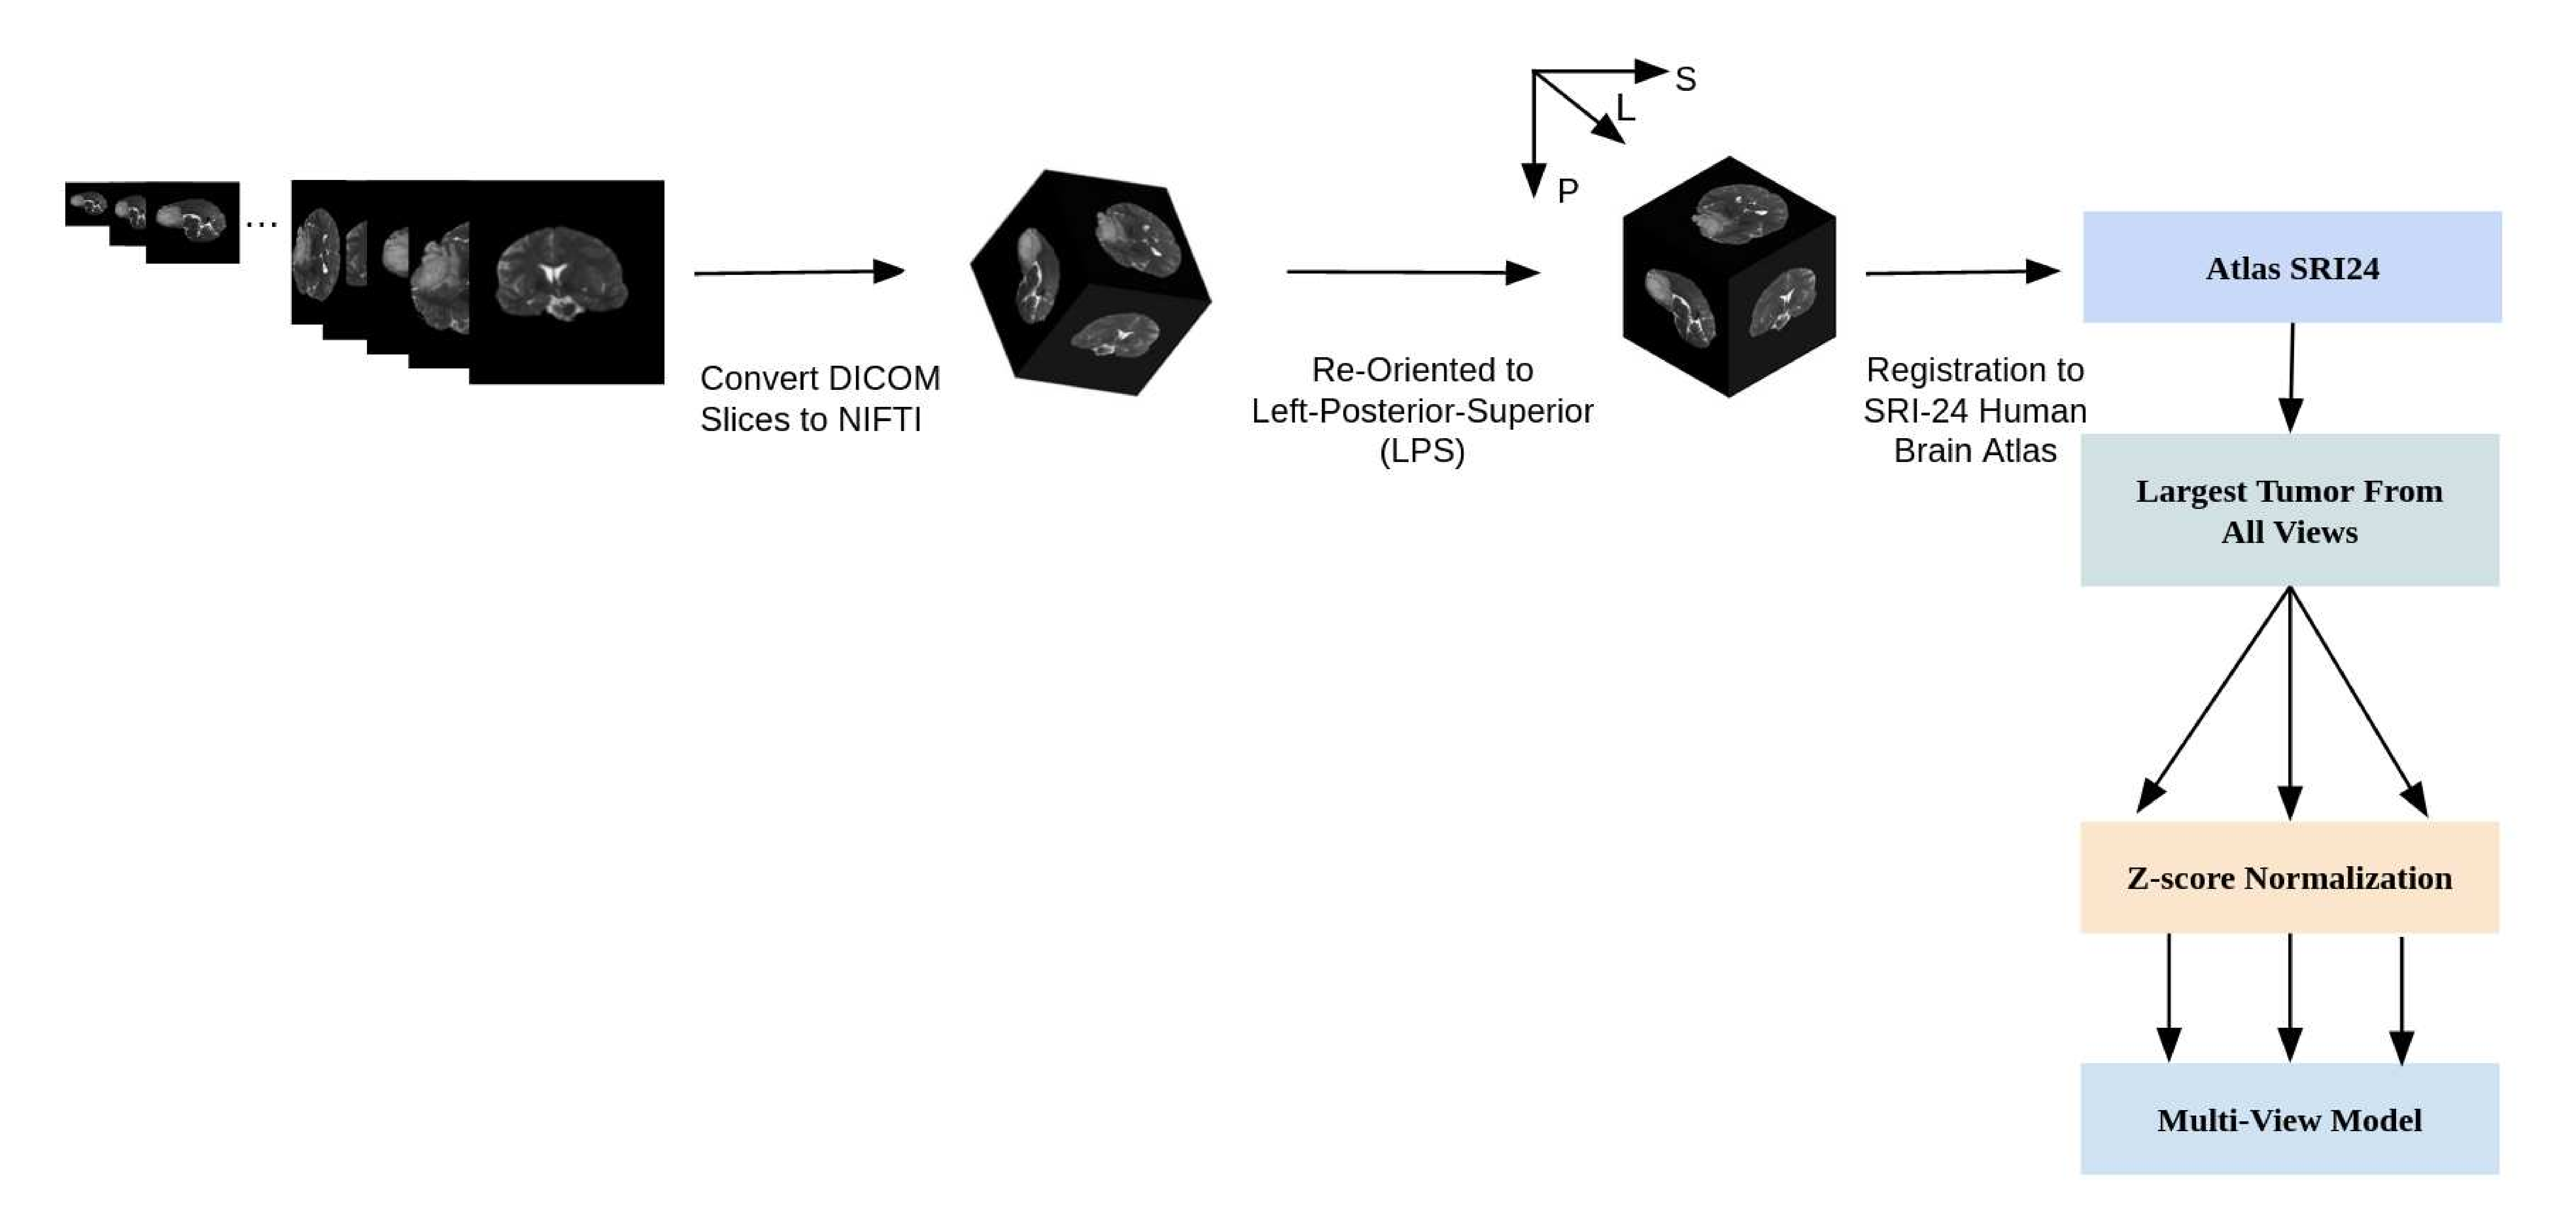 S
L
P
...
Convert DICOM
Slices to NIFTI
Re-Oriented to
Left-Posterior-Superior
(LPS)
Registration to
SRI-24 Human
Brain Atlas
Atlas SRI24
Largest Tumor From
All Views
Z-score Normalization
Multi-View Model